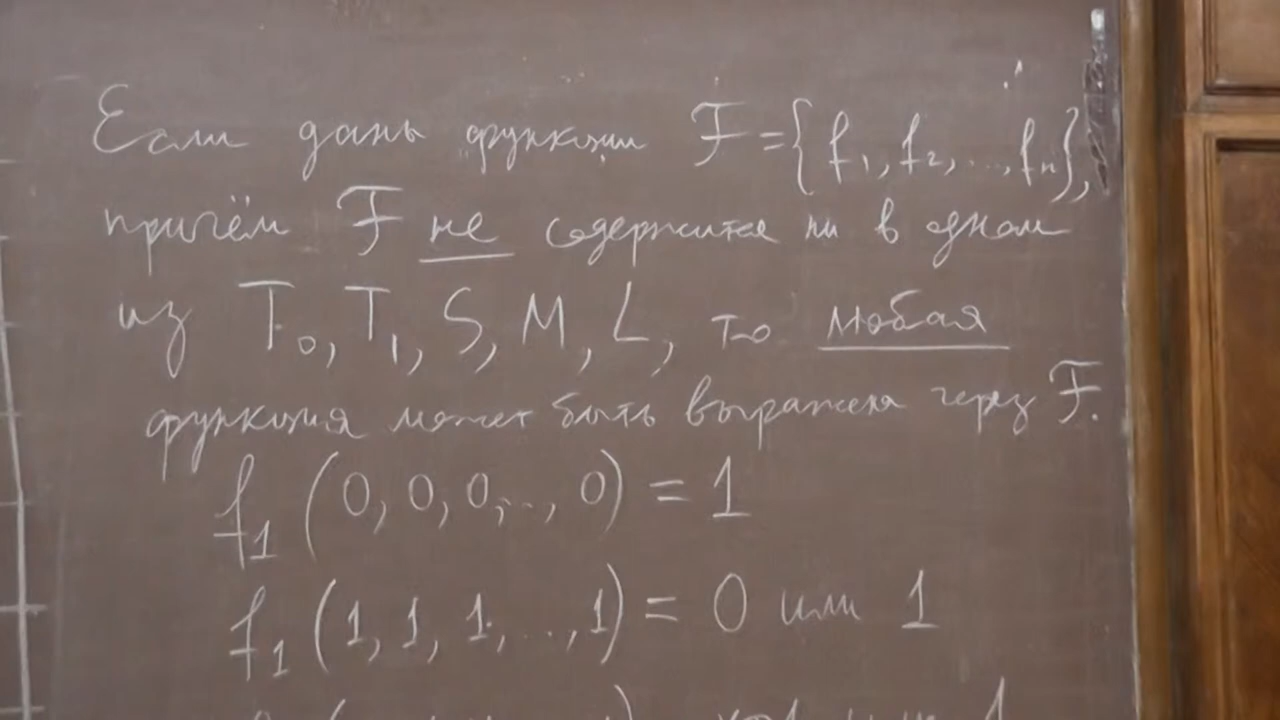 Если даны функции F = {f₁, f₂, ..., fₙ},
причём F не содержится ни в одном
из T₀, T₁, S, M, L, то любая
функция может быть выражена через F.
f₁ (0, 0, 0, .., 0) = 1
f₁ (1, 1, 1, .., 1) = 0 или 1